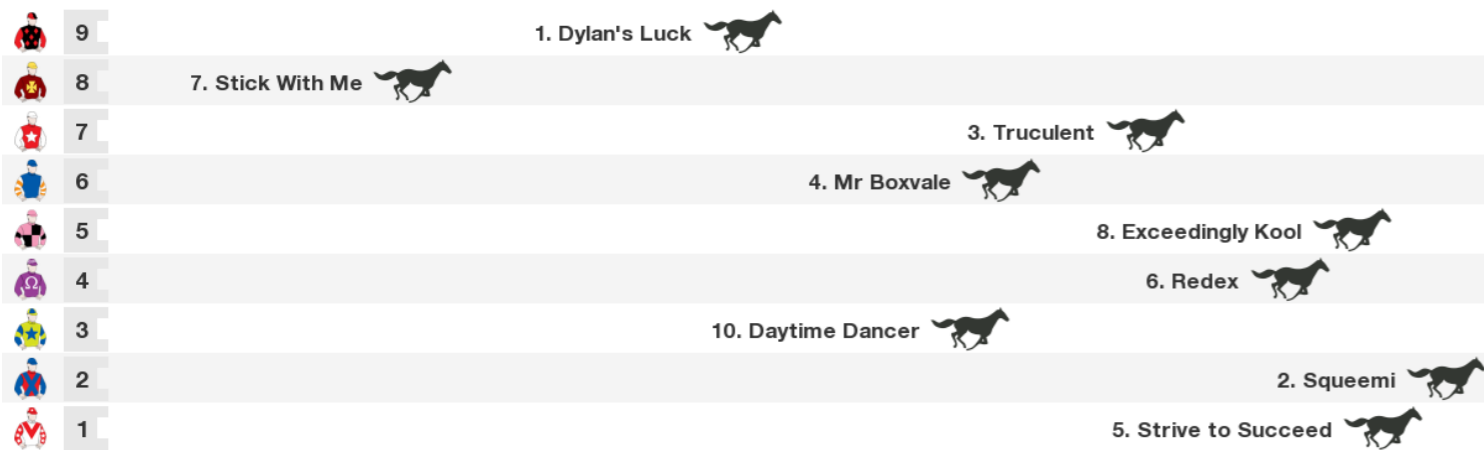 9 1. Dylan's Luck
8 7. Stick With Me
7 3. Truculent
6 4. Mr Boxvale
5 8. Exceedingly Kool
4 Ω 6. Redex
3 10. Daytime Dancer
2 2. Squeemi
1 5. Strive to Succeed